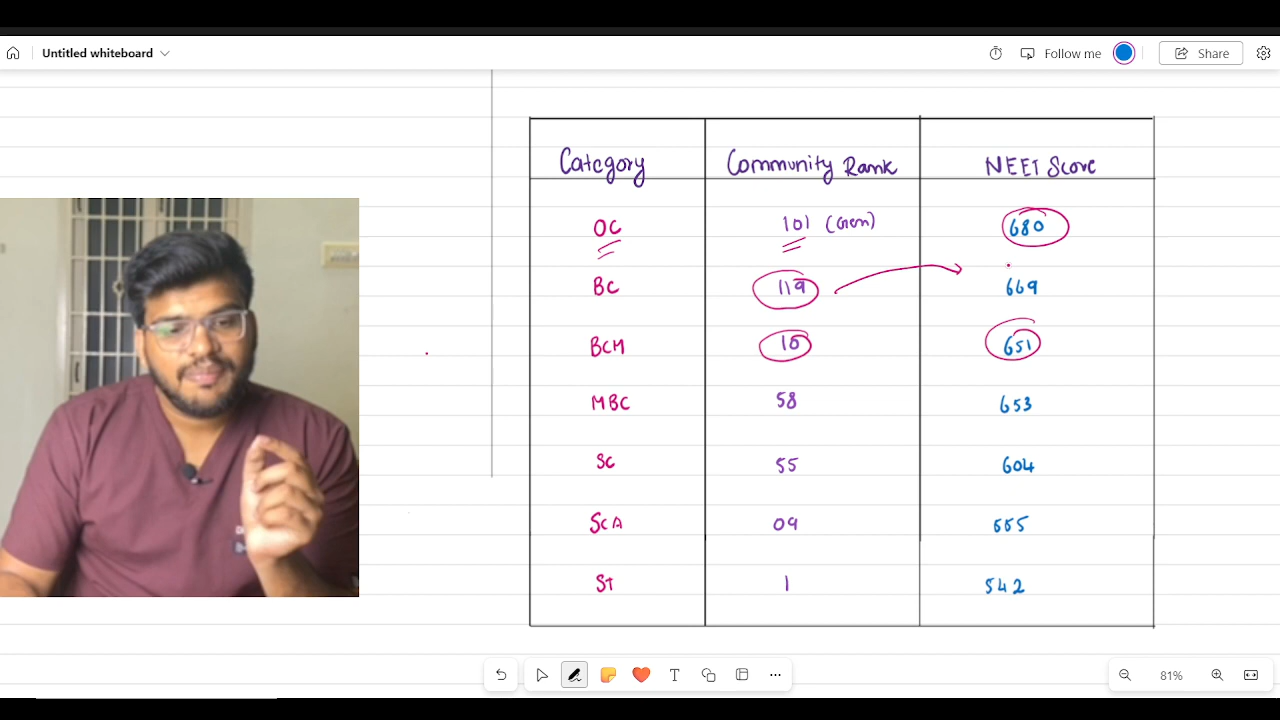 Untitled whiteboard
Follow me
Share
Category Community Rank NEET Score
OC 101 (Gen) 680
BC 119 669
BCM 10 651
MBC 58 653
SC 55 604
SCA 09 555
ST 1 542
T
81%